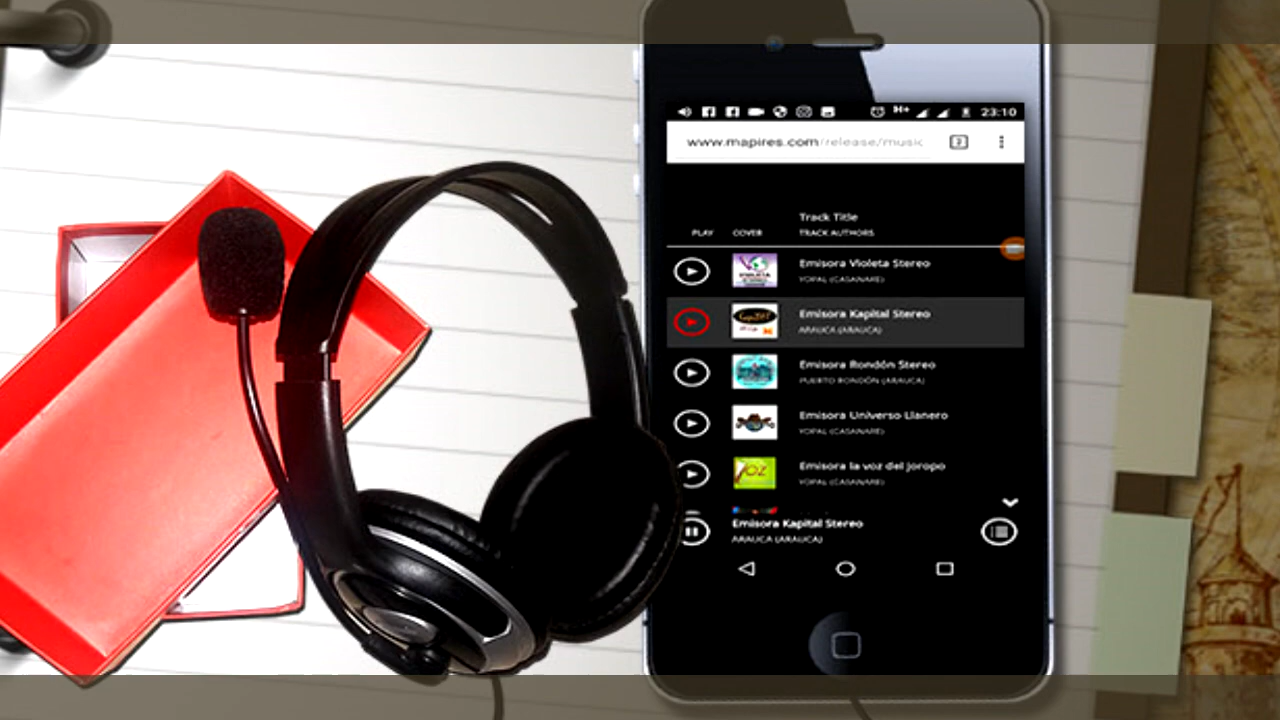 H+ 23:10
www.mapires.com/release/music
2
Track Title
PLAY COVER TRACK AUTHORS
Emisora Violeta Stereo
YOPAL (CASANARE)
Emisora Kapital Stereo
ARAUCA (ARAUCA)
Emisora Rondón Stereo
PUERTO RONDÓN (ARAUCA)
Emisora Universo Llanero
YOPAL (CASANARE)
VOZ
Emisora la voz del joropo
YOPAL (CASANARE)
Emisora Kapital Stereo
ARAUCA (ARAUCA)